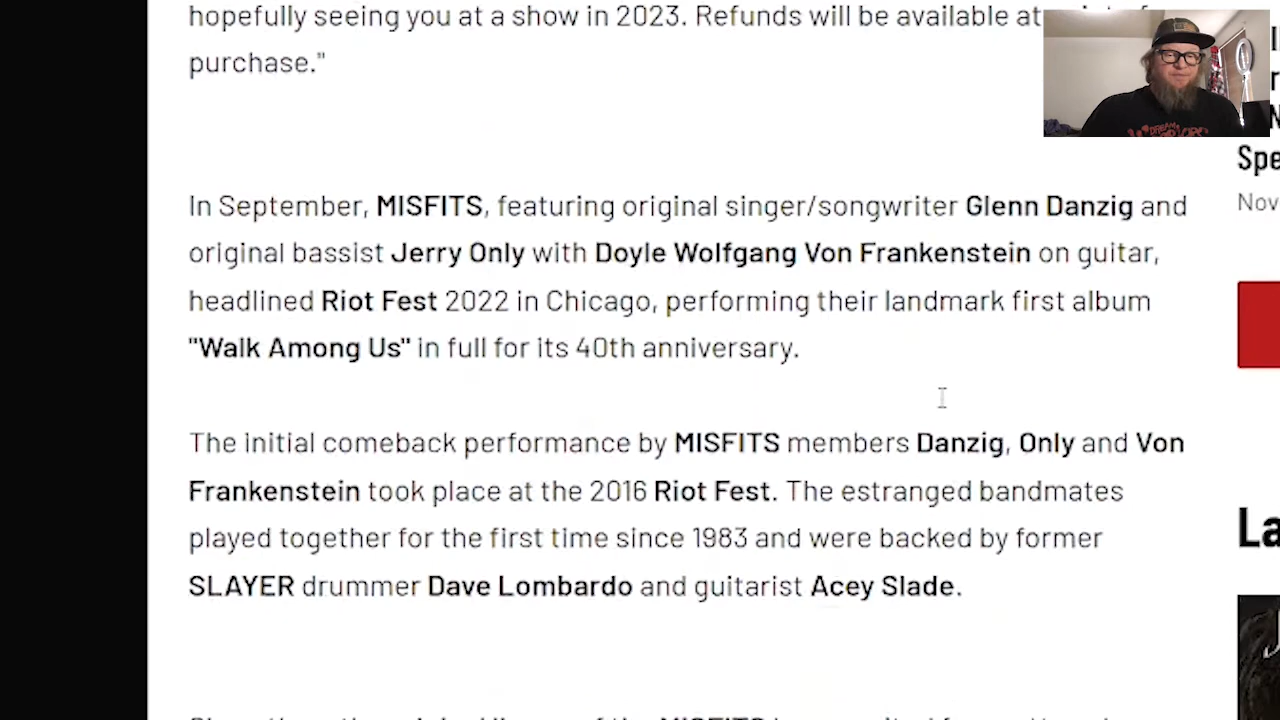 hopefully seeing you at a show in 2023. Refunds will be available at
purchase."
In September, MISFITS, featuring original singer/songwriter Glenn Danzig and
original bassist Jerry Only with Doyle Wolfgang Von Frankenstein on guitar,
headlined Riot Fest 2022 in Chicago, performing their landmark first album
"Walk Among Us" in full for its 40th anniversary.
The initial comeback performance by MISFITS members Danzig, Only and Von
Frankenstein took place at the 2016 Riot Fest. The estranged bandmates
played together for the first time since 1983 and were backed by former
SLAYER drummer Dave Lombardo and guitarist Acey Slade.
Spe
Nov
La